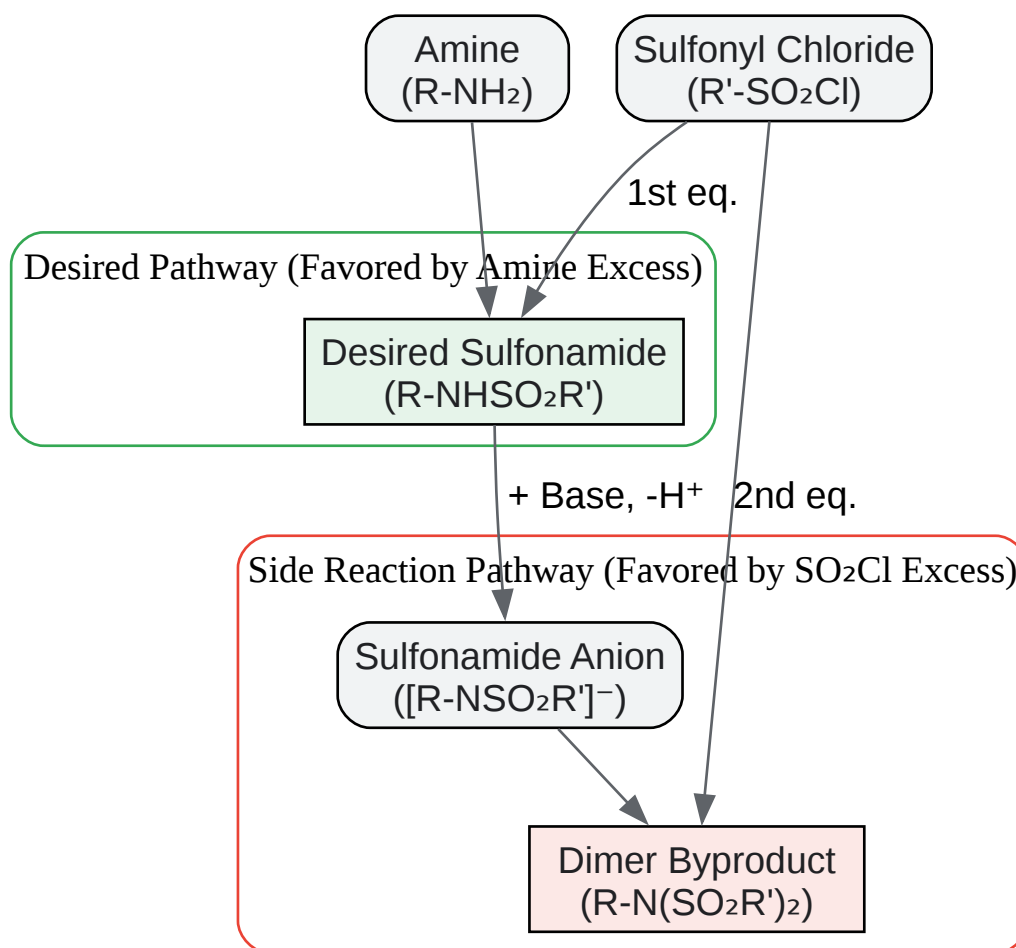 Amine
(R-NH₂)
Sulfonyl Chloride
(R'-SO₂Cl)
1st eq.
Desired Pathway (Favored by Amine Excess)
Desired Sulfonamide
(R-NHSO₂R')
+ Base, -H⁺
2nd eq.
Side Reaction Pathway (Favored by SO₂Cl Excess)
Sulfonamide Anion
([R-NSO₂R']⁻)
Dimer Byproduct
(R-N(SO₂R')₂)